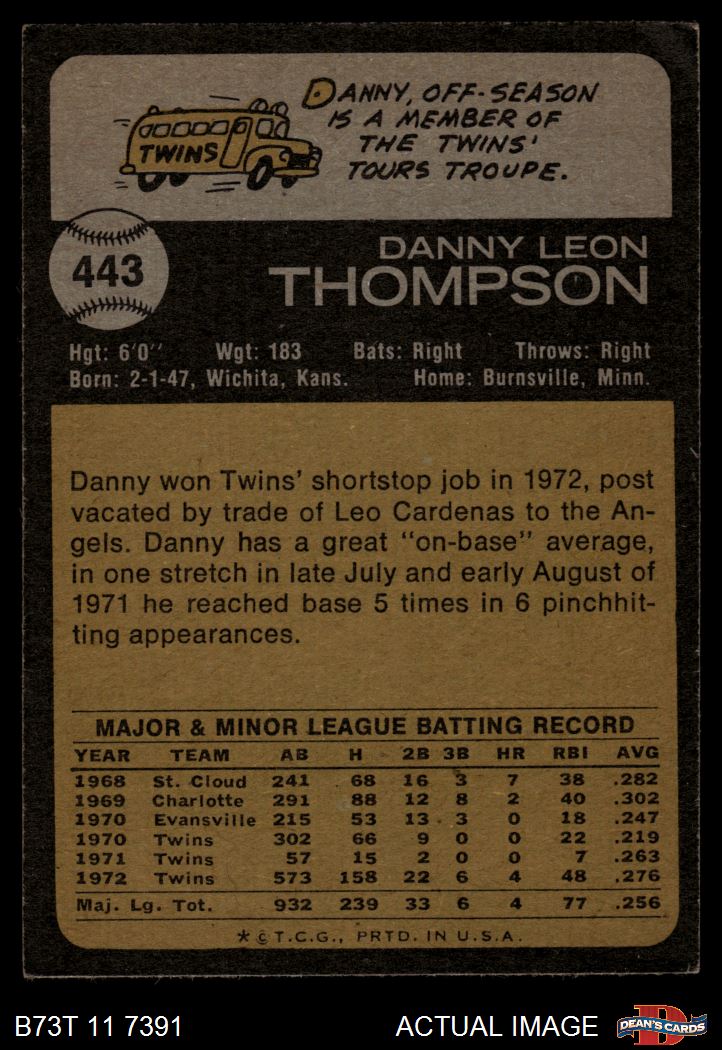 DANNY, OFF-SEASON
IS A MEMBER OF
THE TWINS'
TOURS TROUPE.
TWINS
443
DANNY LEON
THOMPSON
Hgt: 6'0" Wgt: 183 Bats: Right Throws: Right
Born: 2-1-47, Wichita, Kans. Home: Burnsville, Minn.
Danny won Twins' shortstop job in 1972, post
vacated by trade of Leo Cardenas to the An-
gels. Danny has a great "on-base" average,
in one stretch in late July and early August of
1971 he reached base 5 times in 6 pinchhit-
ting appearances.
MAJOR & MINOR LEAGUE BATTING RECORD
YEAR TEAM AB H 2B 3B HR RBI AVG
1968 St. Cloud 241 68 16 3 7 38 .282
1969 Charlotte 291 88 12 8 2 40 .302
1970 Evansville 215 53 13 3 0 18 .247
1970 Twins 302 66 9 0 0 22 .219
1971 Twins 57 15 2 0 0 7 .263
1972 Twins 573 158 22 6 4 48 .276
Maj. Lg. Tot. 932 239 33 6 4 77 .256
* © T.C.G., PRTD. IN U.S.A.
B73T 11 7391 ACTUAL IMAGE
D
DEAN'S CARDS